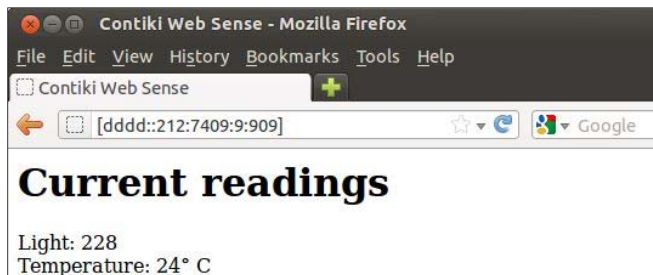 Contiki Web Sense - Mozilla Firefox
File Edit View History Bookmarks Tools Help
Contiki Web Sense
[dddd::212:7409:9:909] Google
Current readings
Light: 228
Temperature: 24° C